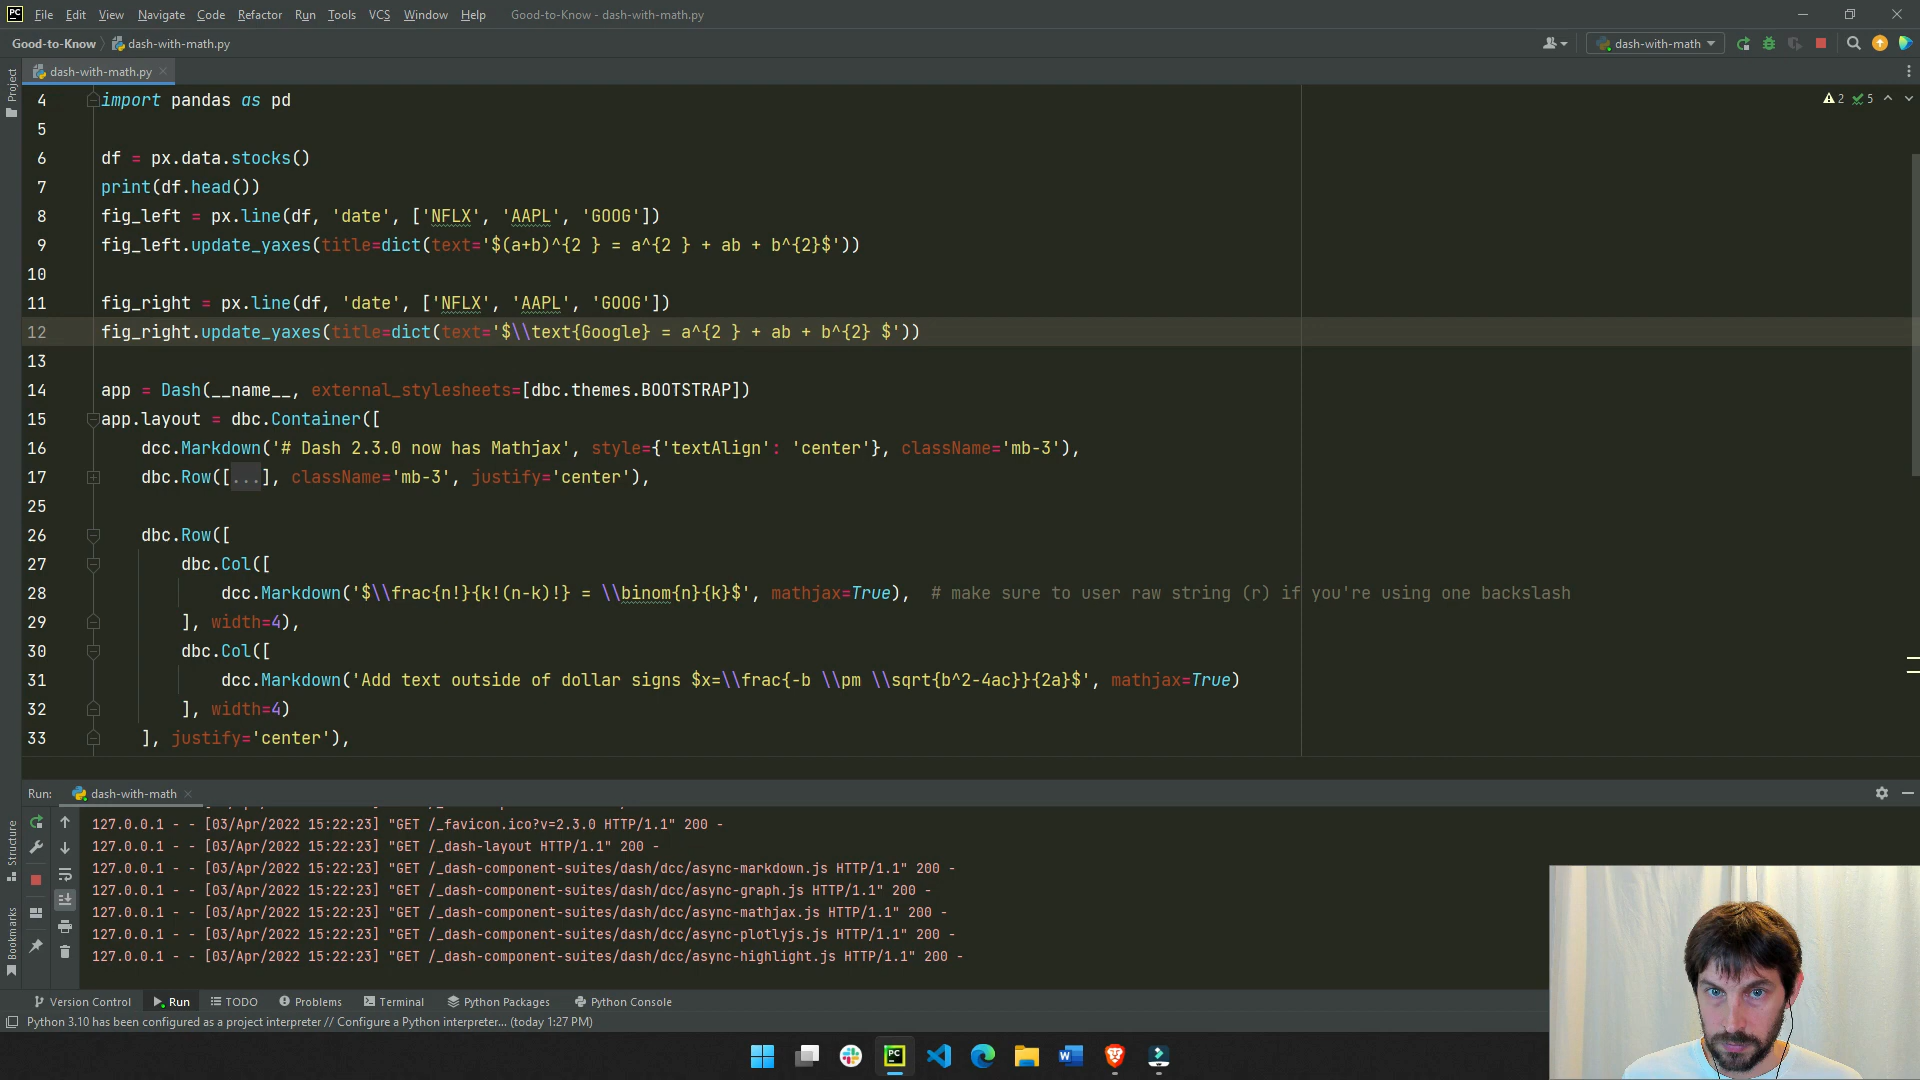 PC File Edit View Navigate Code Refactor Run Tools VCS Window Help Good-to-Know - dash-with-math.py
Good-to-Know dash-with-math.py dash-with-math
Project dash-with-math.py
4 import pandas as pd 2 5
5
6 df = px.data.stocks()
7 print(df.head())
8 fig_left = px.line(df, 'date', ['NFLX', 'AAPL', 'GOOG'])
9 fig_left.update_yaxes(title=dict(text='$(a+b)^{2 } = a^{2 } + ab + b^{2}$'))
10
11 fig_right = px.line(df, 'date', ['NFLX', 'AAPL', 'GOOG'])
12 fig_right.update_yaxes(title=dict(text='$\\text{Google} = a^{2 } + ab + b^{2} $'))
13
14 app = Dash(__name__, external_stylesheets=[dbc.themes.BOOTSTRAP])
15 app.layout = dbc.Container([
16 dcc.Markdown('# Dash 2.3.0 now has Mathjax', style={'textAlign': 'center'}, className='mb-3'),
17 dbc.Row([...], className='mb-3', justify='center'),
25
26 dbc.Row([
27 dbc.Col([
28 dcc.Markdown('$\\frac{n!}{k!(n-k)!} = \\binom{n}{k}$', mathjax=True), # make sure to user raw string (r) if you're using one backslash
29 ], width=4),
30 dbc.Col([
31 dcc.Markdown('Add text outside of dollar signs $x=\\frac{-b \\pm \\sqrt{b^2-4ac}}{2a}$', mathjax=True)
32 ], width=4)
33 ], justify='center'),
Run: dash-with-math
127.0.0.1 - - [03/Apr/2022 15:22:23] "GET /_favicon.ico?v=2.3.0 HTTP/1.1" 200 -
127.0.0.1 - - [03/Apr/2022 15:22:23] "GET /_dash-layout HTTP/1.1" 200 -
127.0.0.1 - - [03/Apr/2022 15:22:23] "GET /_dash-component-suites/dash/dcc/async-markdown.js HTTP/1.1" 200 -
127.0.0.1 - - [03/Apr/2022 15:22:23] "GET /_dash-component-suites/dash/dcc/async-graph.js HTTP/1.1" 200 -
127.0.0.1 - - [03/Apr/2022 15:22:23] "GET /_dash-component-suites/dash/dcc/async-mathjax.js HTTP/1.1" 200 -
127.0.0.1 - - [03/Apr/2022 15:22:23] "GET /_dash-component-suites/dash/dcc/async-plotlyjs.js HTTP/1.1" 200 -
127.0.0.1 - - [03/Apr/2022 15:22:23] "GET /_dash-component-suites/dash/dcc/async-highlight.js HTTP/1.1" 200 -
Structure
Bookmarks
Version Control Run TODO Problems Terminal Python Packages Python Console
Python 3.10 has been configured as a project interpreter // Configure a Python interpreter... (today 1:27 PM)
PC W